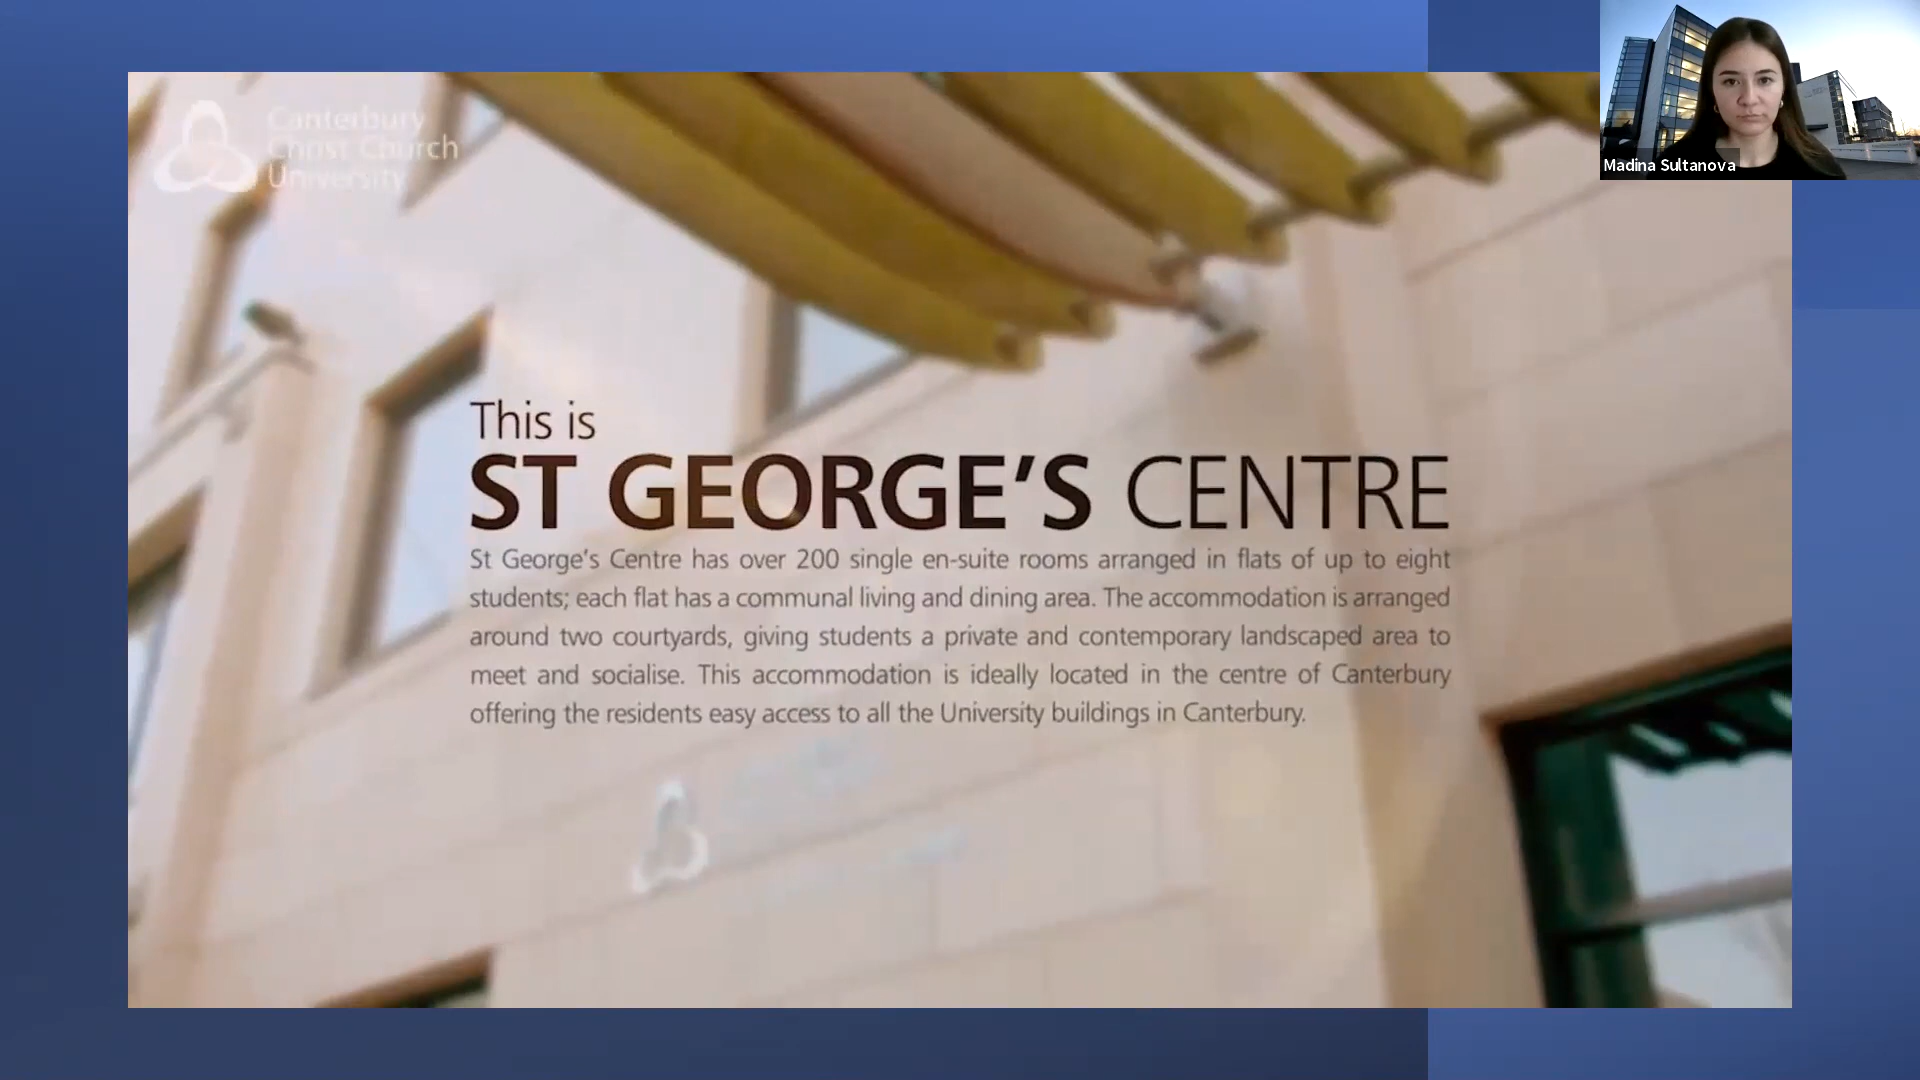 Canterbury
Christ Church
University
Madina Sultanova
This is
ST GEORGE’S CENTRE
St George’s Centre has over 200 single en-suite rooms arranged in flats of up to eight
students; each flat has a communal living and dining area. The accommodation is arranged
around two courtyards, giving students a private and contemporary landscaped area to
meet and socialise. This accommodation is ideally located in the centre of Canterbury
offering the residents easy access to all the University buildings in Canterbury.